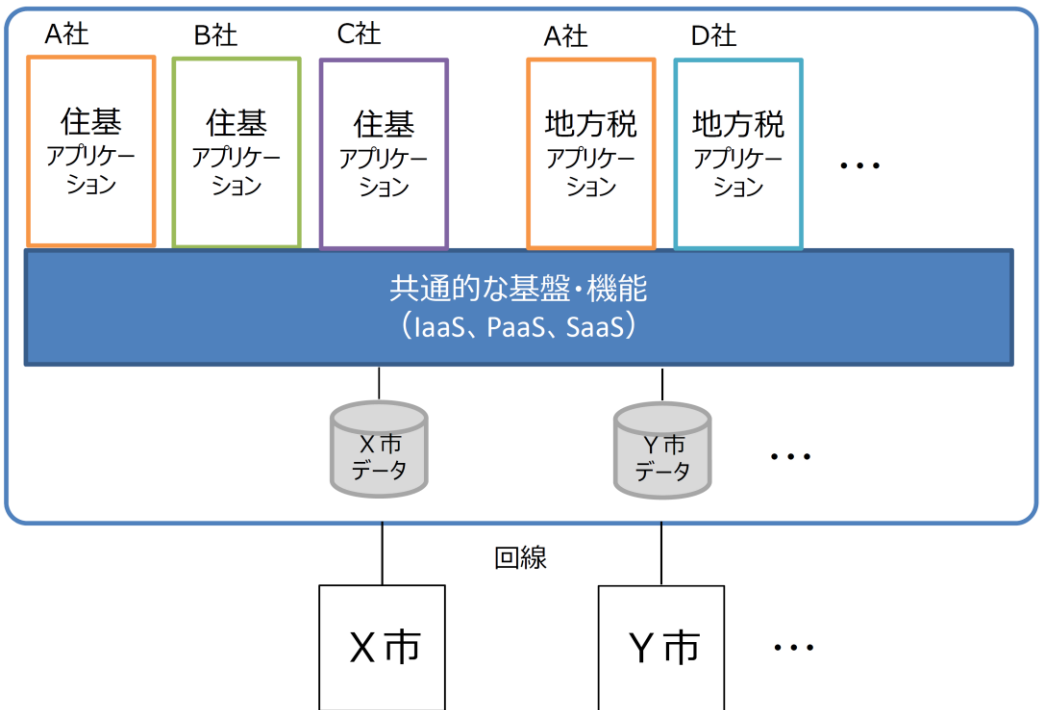 A社 B社 C社 A社 D社
住基
アプリケー
ション
住基
アプリケー
ション
住基
アプリケー
ション
地方税
アプリケー
ション
地方税
アプリケー
ション
…
共通的な基盤・機能
（IaaS、PaaS、SaaS）
X市
データ
Y市
データ
…
回線
X市
Y市
…